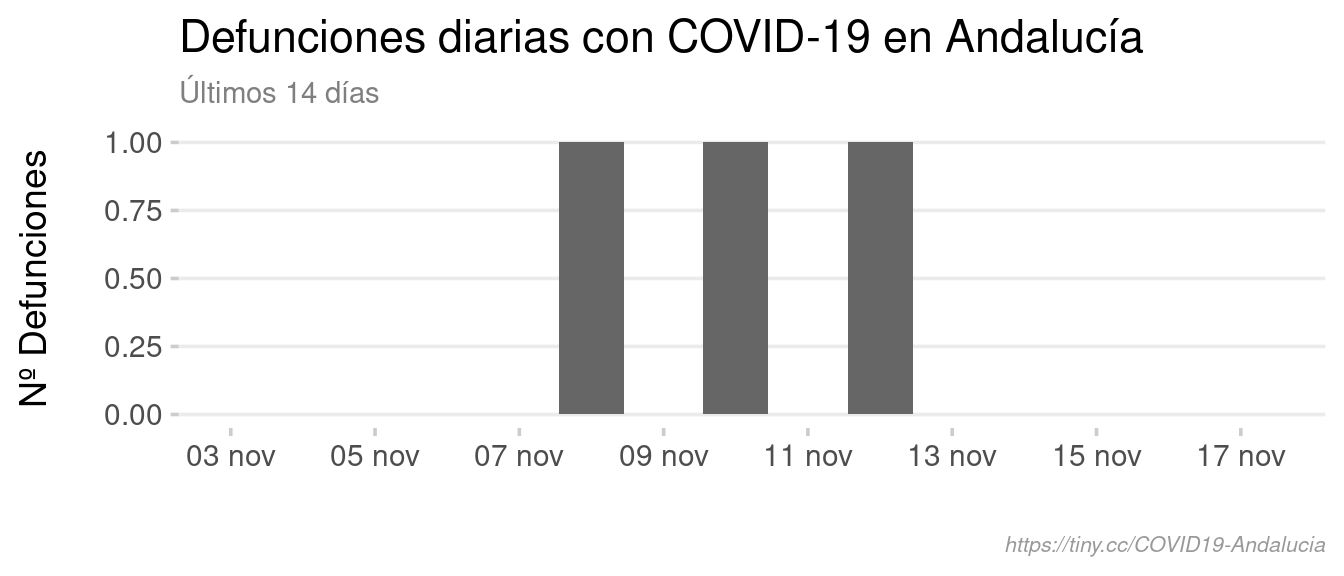 Defunciones diarias con COVID-19 en Andalucía
Últimos 14 días
Nº Defunciones
1.00
0.75
0.50
0.25
0.00
03 nov 05 nov 07 nov 09 nov 11 nov 13 nov 15 nov 17 nov
https://tiny.cc/COVID19-Andalucia